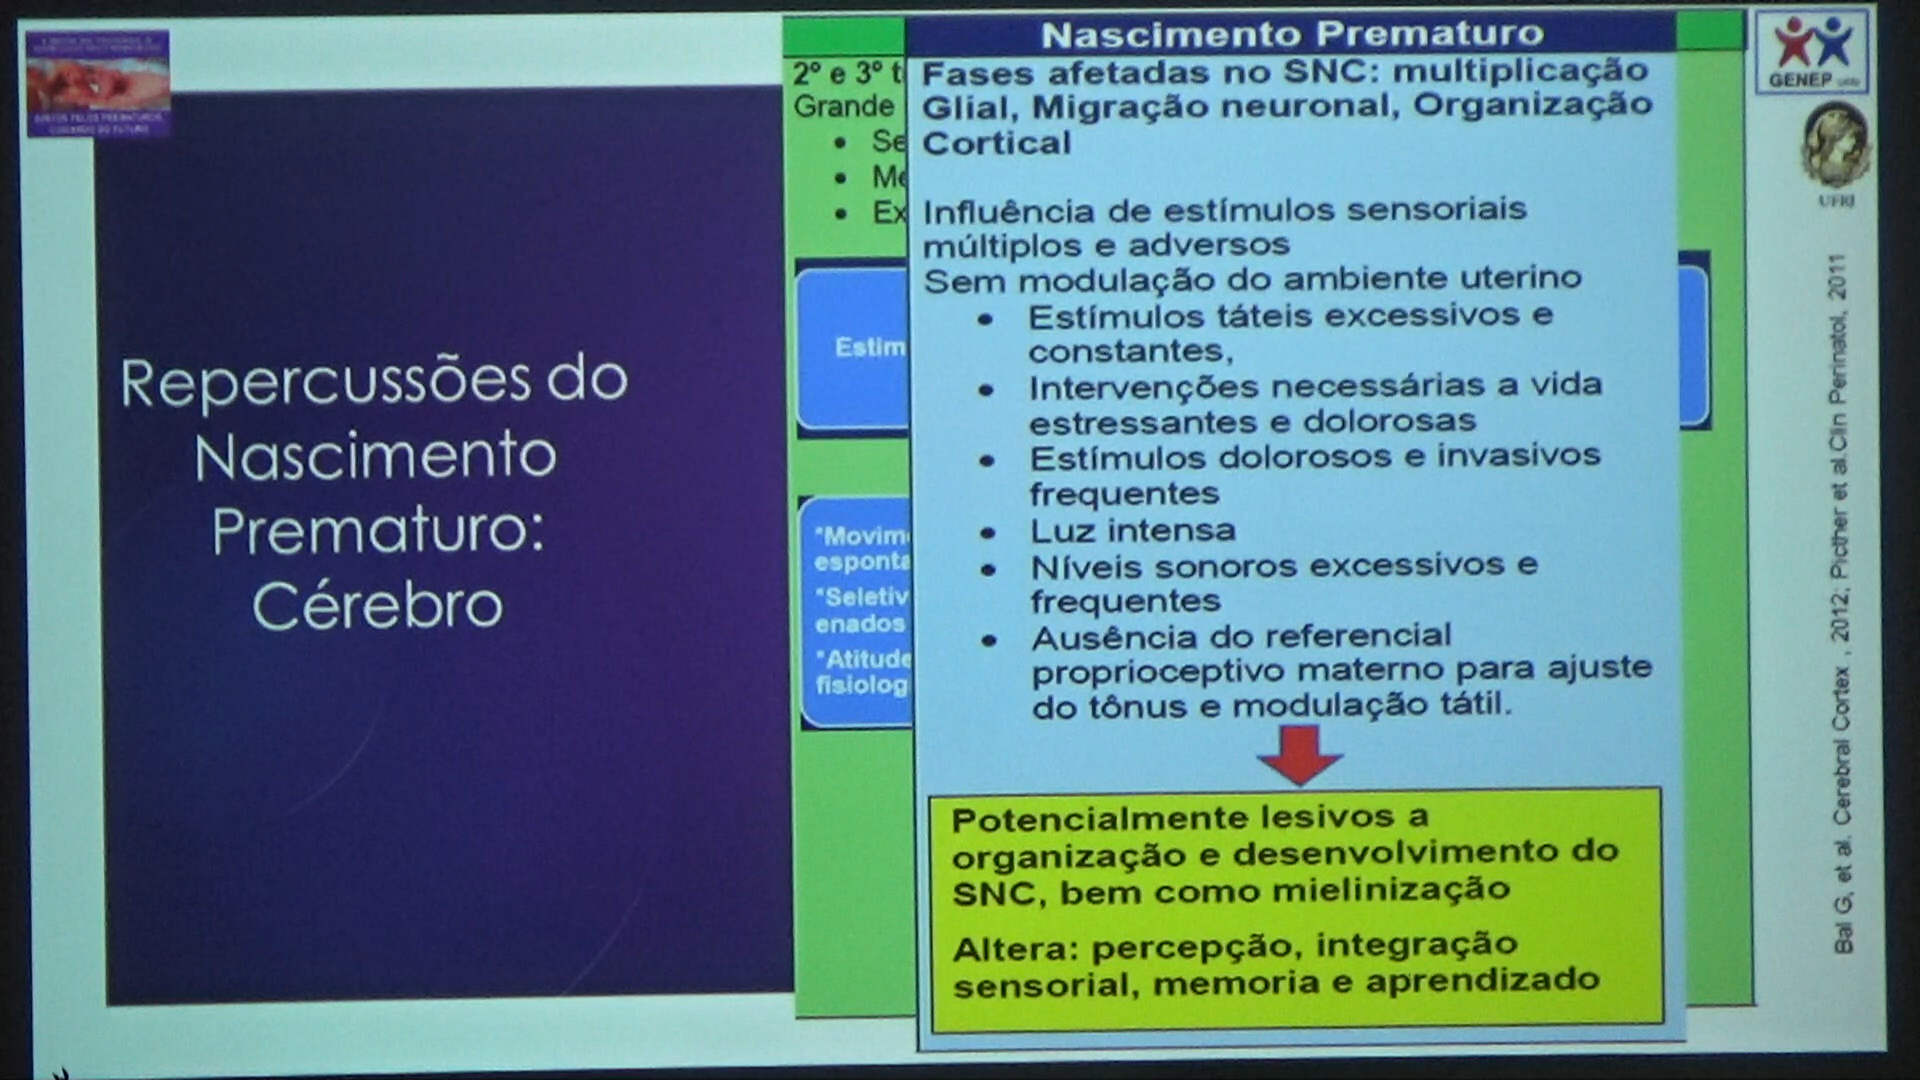 Repercussões do
Nascimento
Prematuro:
Cérebro
2º e 3º t
Grande
• Se
• Me
• Ex
Estim
*Movim
esponta
*Seletiv
enados
*Atitude
fisiolog
Nascimento Prematuro
Fases afetadas no SNC: multiplicação
Glial, Migração neuronal, Organização
Cortical
Influência de estímulos sensoriais
múltiplos e adversos
Sem modulação do ambiente uterino
• Estímulos táteis excessivos e
constantes,
• Intervenções necessárias a vida
estressantes e dolorosas
• Estímulos dolorosos e invasivos
frequentes
• Luz intensa
• Níveis sonoros excessivos e
frequentes
• Ausência do referencial
proprioceptivo materno para ajuste
do tônus e modulação tátil.
Potencialmente lesivos a
organização e desenvolvimento do
SNC, bem como mielinização
Altera: percepção, integração
sensorial, memoria e aprendizado
GENEP
UFRJ
Bal G, et al. Cerebral Cortex , 2012; Picther et al.Clin Perinatol, 2011